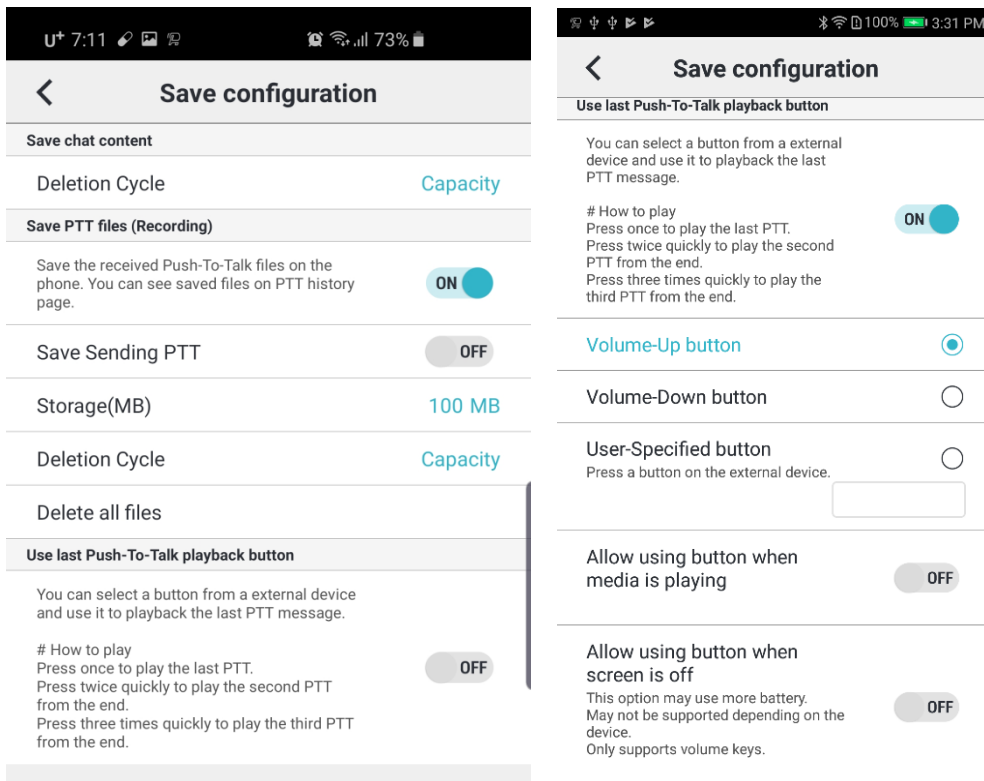 U+ 7:11 73%
Save configuration
Save chat content
Deletion Cycle Capacity
Save PTT files (Recording)
Save the received Push-To-Talk files on the
phone. You can see saved files on PTT history
page.
ON
Save Sending PTT OFF
Storage(MB) 100 MB
Deletion Cycle Capacity
Delete all files
Use last Push-To-Talk playback button
You can select a button from a external device
and use it to playback the last PTT message.
# How to play
Press once to play the last PTT.
Press twice quickly to play the second PTT
from the end.
Press three times quickly to play the third PTT
from the end.
OFF
100% 3:31 PM
Save configuration
Use last Push-To-Talk playback button
You can select a button from a external
device and use it to playback the last
PTT message.
# How to play
Press once to play the last PTT.
Press twice quickly to play the second
PTT from the end.
Press three times quickly to play the
third PTT from the end.
ON
Volume-Up button
Volume-Down button
User-Specified button
Press a button on the external device.
Allow using button when
media is playing
OFF
Allow using button when
screen is off
This option may use more battery.
May not be supported depending on the
device.
Only supports volume keys.
OFF